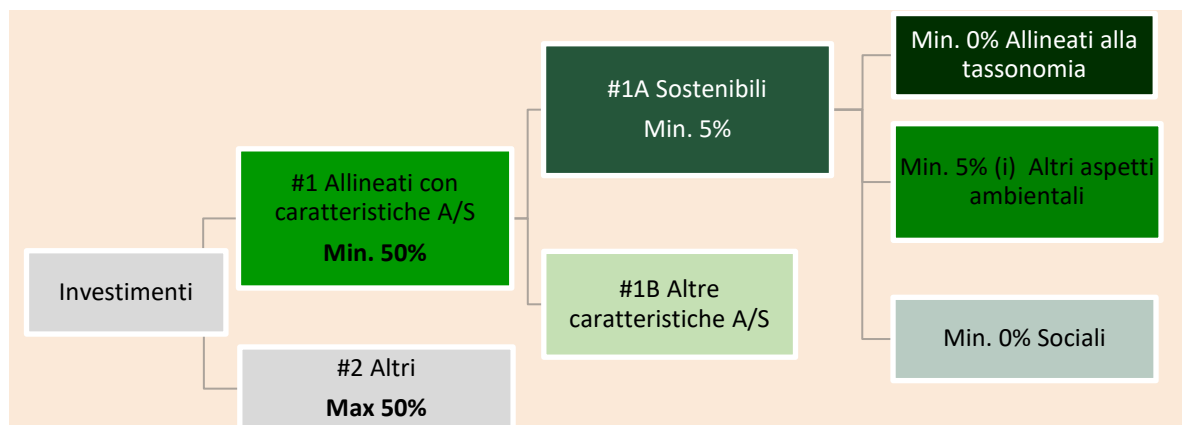 Investimenti
#1 Allineati con
caratteristiche A/S
Min. 50%
#2 Altri
Max 50%
#1A Sostenibili
Min. 5%
#1B Altre
caratteristiche A/S
Min. 0% Allineati alla
tassonomia
Min. 5% (i)  Altri aspetti
ambientali
Min. 0% Sociali